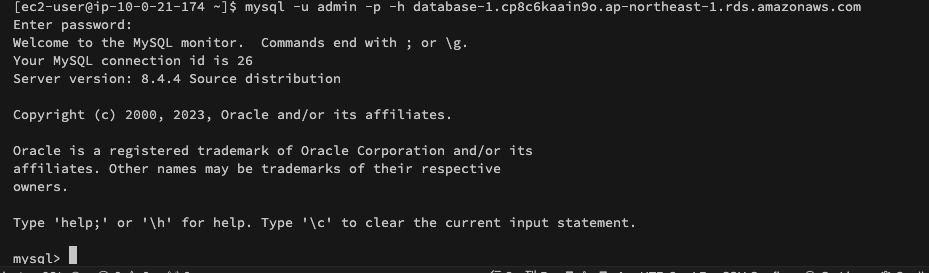 [ec2-user@ip-10-0-21-174 ~]$ mysql -u admin -p -h database-1.cp8c6kaain9o.ap-northeast-1.rds.amazonaws.com
Enter password:
Welcome to the MySQL monitor.  Commands end with ; or \g.
Your MySQL connection id is 26
Server version: 8.4.4 Source distribution
Copyright (c) 2000, 2023, Oracle and/or its affiliates.
Oracle is a registered trademark of Oracle Corporation and/or its
affiliates. Other names may be trademarks of their respective
owners.
Type 'help;' or '\h' for help. Type '\c' to clear the current input statement.
mysql>